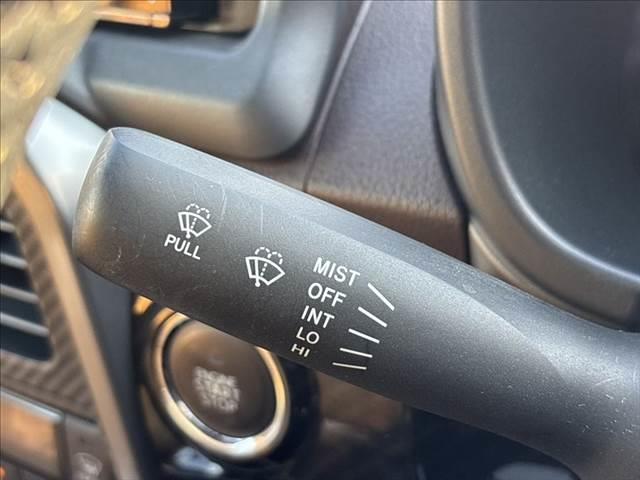 PULL
MIST
OFF
INT
LO
HI
ENGINE
START
STOP